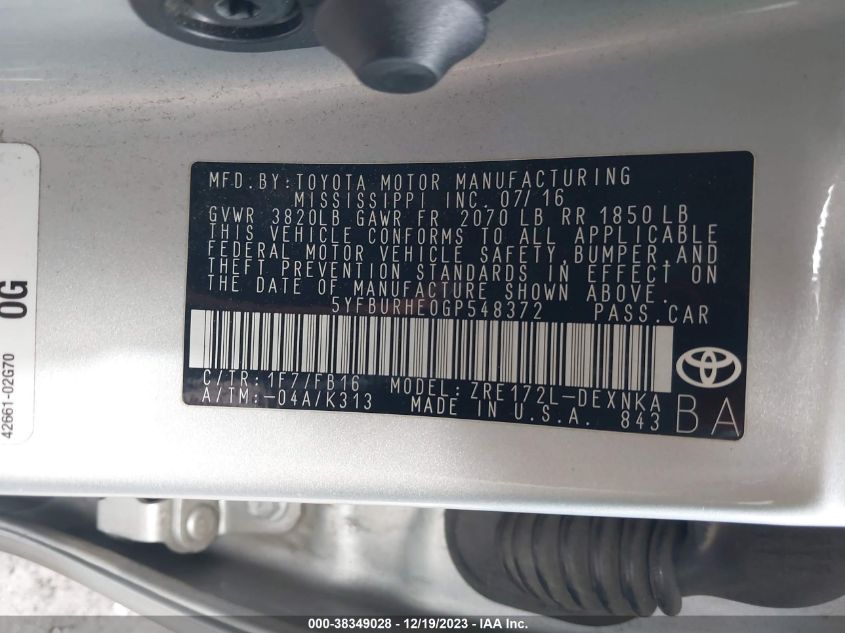 MFD. BY: TOYOTA MOTOR MANUFACTURING
MISSISSIPPI INC. 07/16
GVWR 3820LB GAWR FR 2070 LB RR 1850 LB
THIS VEHICLE CONFORMS TO ALL APPLICABLE
FEDERAL MOTOR VEHICLE SAFETY, BUMPER, AND
THEFT PREVENTION STANDARDS IN EFFECT ON
THE DATE OF MANUFACTURE SHOWN ABOVE.
5YFBURHE0GP548372 PASS. CAR
C/TR: 1F7/FB16 MODEL: ZRE172L-DEXNKA
A/TM: -04A/K313 MADE IN U.S.A. 843
BA
42661-02G70 0G
000-38349028 - 12/19/2023 - IAA Inc.